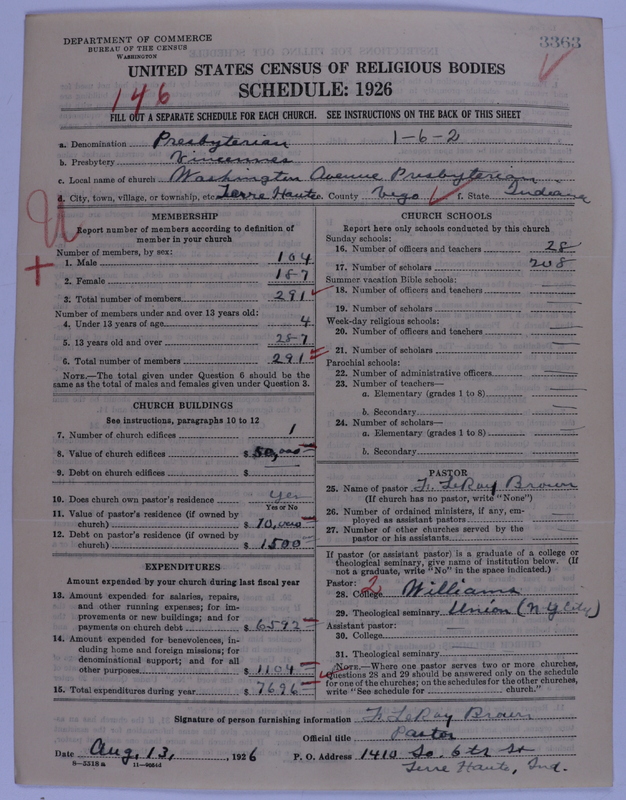 DEPARTMENT OF COMMERCE
BUREAU OF THE CENSUS
WASHINGTON
3363
UNITED STATES CENSUS OF RELIGIOUS BODIES
SCHEDULE: 1926
146
FILL OUT A SEPARATE SCHEDULE FOR EACH CHURCH. SEE INSTRUCTIONS ON THE BACK OF THIS SHEET
a. Denomination Presbyterian 1-6-2
b. Presbytery Vincennes
c. Local name of church Washington Avenue Presbyterian
d. City, town, village, or township, etc. Terre Haute e. County Vigo f. State Indiana
MEMBERSHIP
Report number of members according to definition of
member in your church
Number of members, by sex:
1. Male 104
2. Female 187
3. Total number of members 291
Number of members under and over 13 years old:
4. Under 13 years of age 4
5. 13 years old and over 287
6. Total number of members 291
NOTE.—The total given under Question 6 should be the
same as the total of males and females given under Question 3.
CHURCH BUILDINGS
See instructions, paragraphs 10 to 12
7. Number of church edifices 1
8. Value of church edifices $ 50,000
9. Debt on church edifices $
10. Does church own pastor's residence yes
Yes or No
11. Value of pastor's residence (if owned by
church) $ 10,000
12. Debt on pastor's residence (if owned by
church) $ 1500
EXPENDITURES
Amount expended by your church during last fiscal year
13. Amount expended for salaries, repairs,
and other running expenses; for im-
provements or new buildings; and for
payments on church debt $ 6592
14. Amount expended for benevolences, in-
cluding home and foreign missions; for
denominational support; and for all
other purposes $ 1104
15. Total expenditures during year $ 7696
CHURCH SCHOOLS
Report here only schools conducted by this church
Sunday schools:
16. Number of officers and teachers 28
17. Number of scholars 208
Summer vacation Bible schools:
18. Number of officers and teachers
19. Number of scholars
Week-day religious schools:
20. Number of officers and teachers
21. Number of scholars
Parochial schools:
22. Number of administrative officers
23. Number of teachers—
a. Elementary (grades 1 to 8)
b. Secondary
24. Number of scholars—
a. Elementary (grades 1 to 8)
b. Secondary
PASTOR
25. Name of pastor F. LeRoy Brown
(If church has no pastor, write "None")
26. Number of ordained ministers, if any, em-
ployed as assistant pastors
27. Number of other churches served by the
pastor or his assistants
If pastor (or assistant pastor) is a graduate of a college or
theological seminary, give name of institution below. (If
not a graduate, write "No" in the space indicated.)
Pastor: 2
28. College Williams
29. Theological seminary Union (N.Y. City)
Assistant pastor:
30. College
31. Theological seminary
NOTE.—Where one pastor serves two or more churches,
Questions 28 and 29 should be answered only on the schedule
for one of the churches; on the schedules for the other churches,
write "See schedule for church."
Signature of person furnishing information F. LeRoy Brown
Official title Pastor
Date Aug. 13, 1926 P. O. Address 1410 So. 6th St
Terre Haute, Ind.
8—5318a